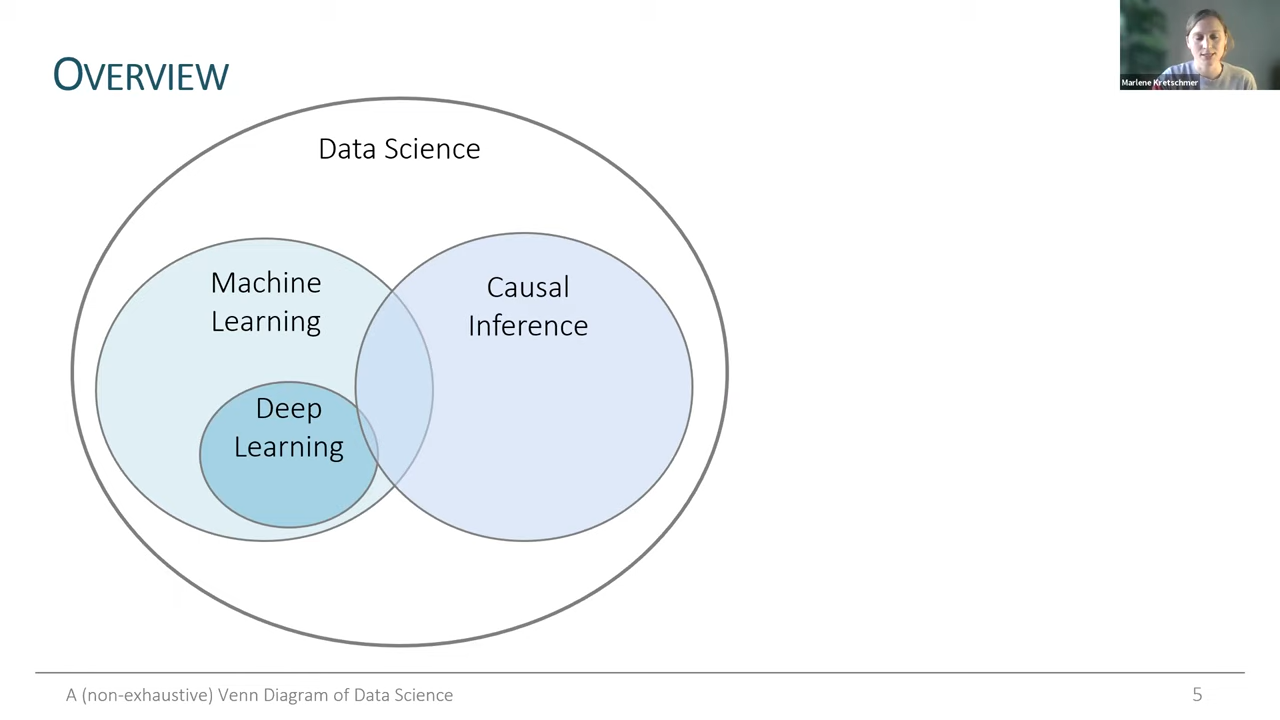 OVERVIEW
Marlene Kretschmer
Data Science
Machine
Learning
Causal
Inference
Deep
Learning
A (non-exhaustive) Venn Diagram of Data Science
5